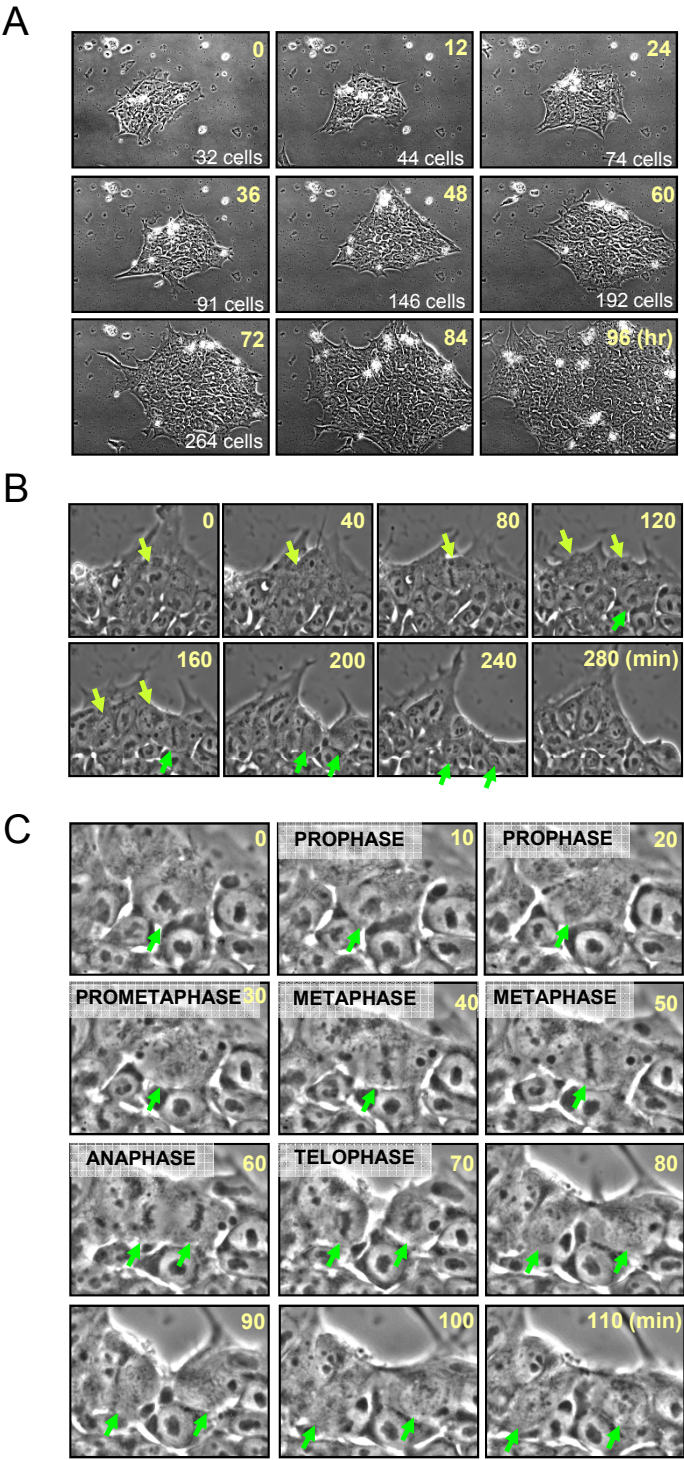 A
0
12
24
32 cells
44 cells
74 cells
36
48
60
91 cells
146 cells
192 cells
72
84
96 (hr)
264 cells
B
0
40
80
120
160
200
240
280 (min)
C
0
PROPHASE
10
PROPHASE
20
PROMETAPHASE
30
METAPHASE
40
METAPHASE
50
ANAPHASE
60
TELOPHASE
70
80
90
100
110 (min)